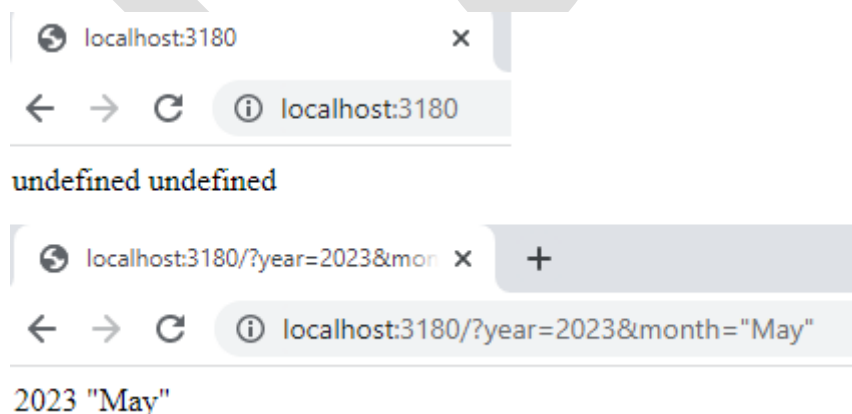 localhost:3180
localhost:3180
undefined undefined
localhost:3180/?year=2023&mon
localhost:3180/?year=2023&month="May"
2023 "May"